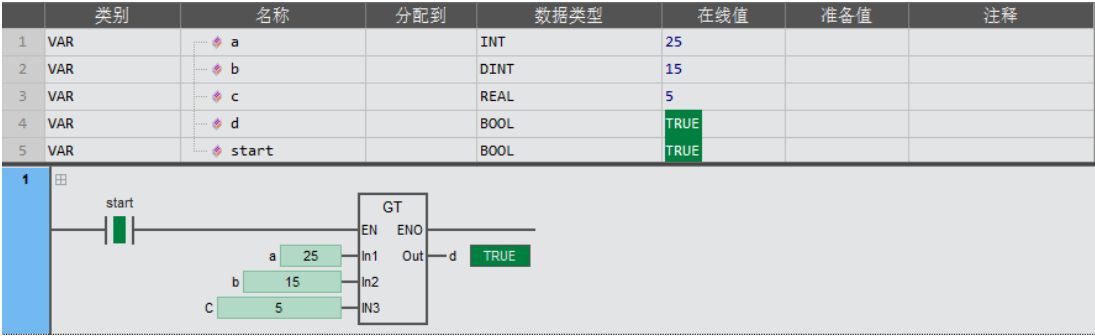 类别 名称 分配到 数据类型 在线值 准备值 注释
1 VAR a INT 25
2 VAR b DINT 15
3 VAR c REAL 5
4 VAR d BOOL TRUE
5 VAR start BOOL TRUE
1
start
GT
EN ENO
a 25 In1 Out d TRUE
b 15 In2
C 5 IN3